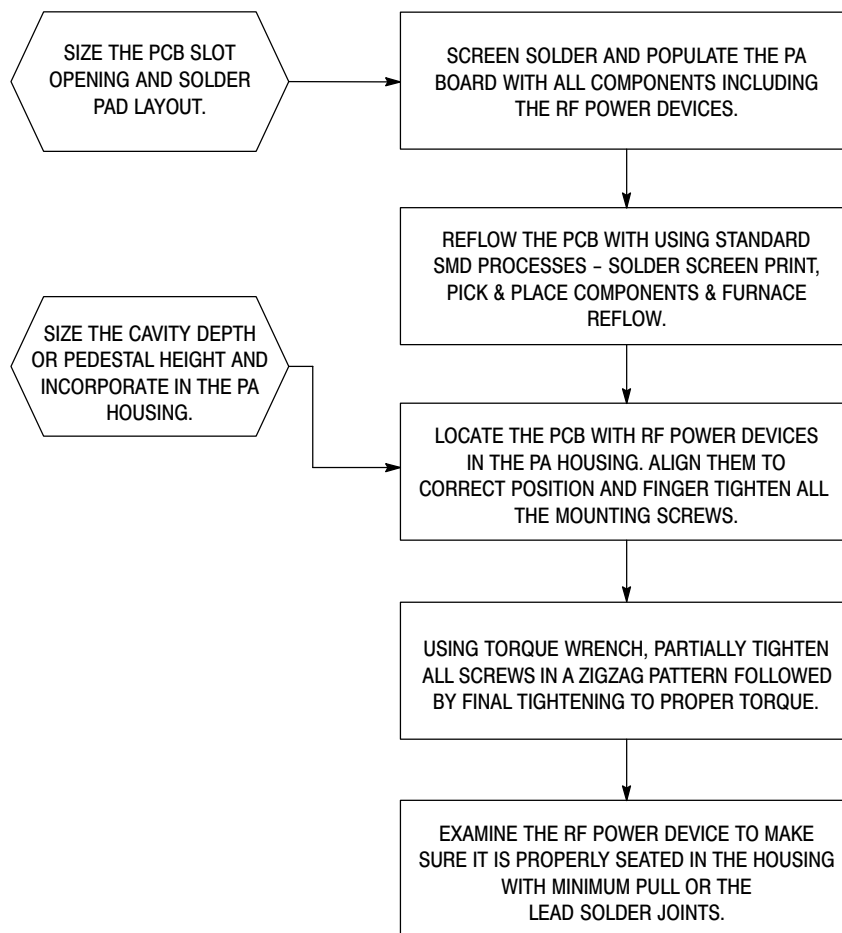 SIZE THE PCB SLOT
OPENING AND SOLDER
PAD LAYOUT.
SCREEN SOLDER AND POPULATE THE PA
BOARD WITH ALL COMPONENTS INCLUDING
THE RF POWER DEVICES.
REFLOW THE PCB WITH USING STANDARD
SMD PROCESSES – SOLDER SCREEN PRINT,
PICK & PLACE COMPONENTS & FURNACE
REFLOW.
SIZE THE CAVITY DEPTH
OR PEDESTAL HEIGHT AND
INCORPORATE IN THE PA
HOUSING.
LOCATE THE PCB WITH RF POWER DEVICES
IN THE PA HOUSING. ALIGN THEM TO
CORRECT POSITION AND FINGER TIGHTEN ALL
THE MOUNTING SCREWS.
USING TORQUE WRENCH, PARTIALLY TIGHTEN
ALL SCREWS IN A ZIGZAG PATTERN FOLLOWED
BY FINAL TIGHTENING TO PROPER TORQUE.
EXAMINE THE RF POWER DEVICE TO MAKE
SURE IT IS PROPERLY SEATED IN THE HOUSING
WITH MINIMUM PULL OR THE
LEAD SOLDER JOINTS.